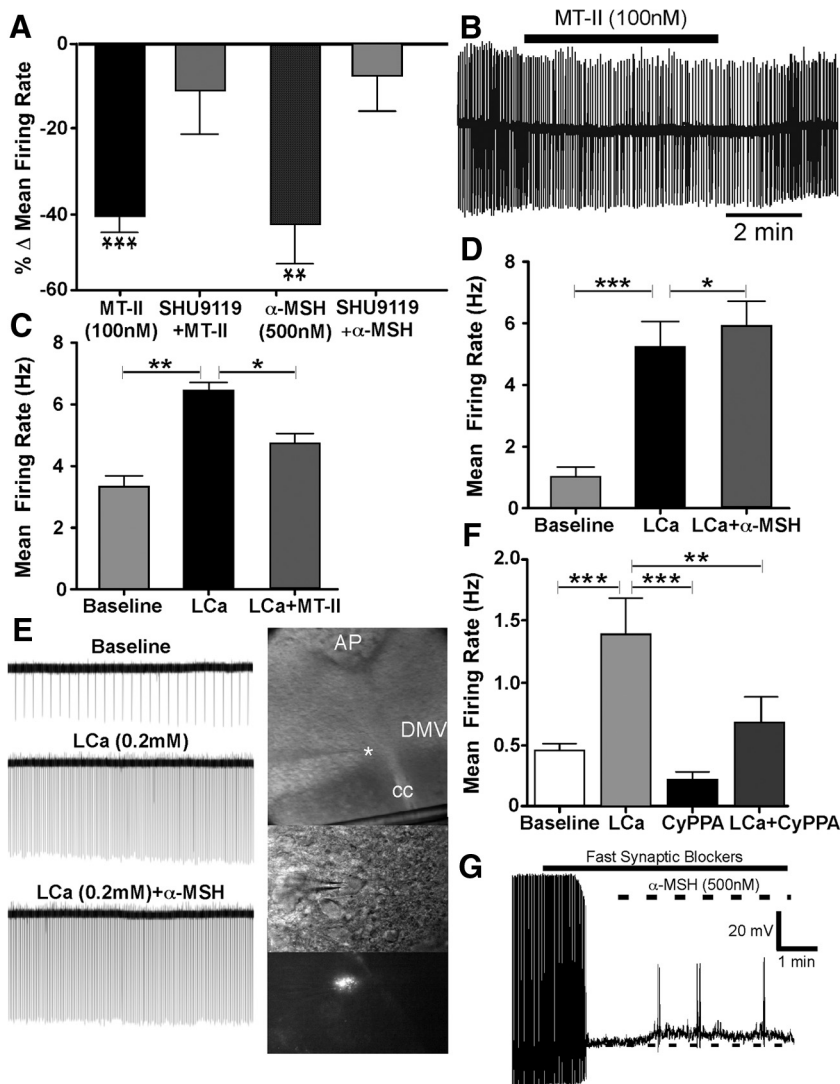 A
0
-20
-40
-60
% Δ Mean Firing Rate
***
**
MT-II
(100nM)
SHU9119
+MT-II
α-MSH
(500nM)
SHU9119
+α-MSH
B
MT-II (100nM)
2 min
C
8
6
4
2
0
Mean Firing Rate (Hz)
**
*
Baseline
LCa
LCa+MT-II
D
8
6
4
2
0
Mean Firing Rate (Hz)
***
*
Baseline
LCa
LCa+α-MSH
E
Baseline
LCa (0.2mM)
LCa (0.2mM)+α-MSH
AP
DMV
*
cc
F
2.0
1.5
1.0
0.5
0
Mean Firing Rate (Hz)
***
***
**
Baseline
LCa
CyPPA
LCa+CyPPA
G
Fast Synaptic Blockers
α-MSH (500nM)
20 mV
1 min